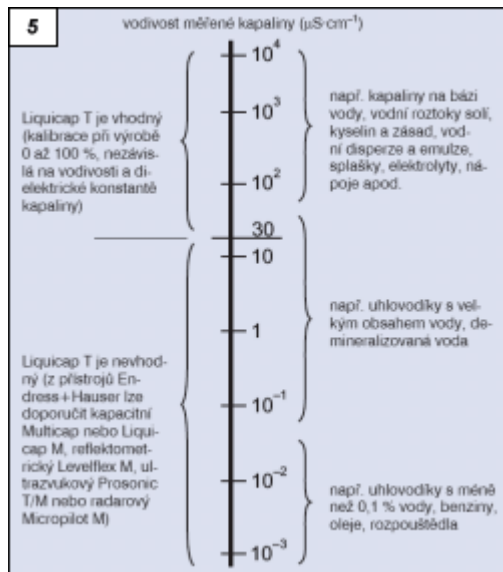 5
vodivost měřené kapaliny (µS·cm⁻¹)
10⁴
10³
10²
30
10
1
10⁻¹
10⁻²
10⁻³
Liquicap T je vhodný
(kalibrace při výrobě
0 až 100 %, nezávis-
lá na vodivosti a di-
elektrické konstantě
kapaliny)
Liquicap T je nevhod-
ný (z přístrojů En-
dress+Hauser lze
doporučit kapacitní
Multicap nebo Liqui-
cap M, reflektomet-
rický Levelflex M, ul-
trazvukový Prosonic
T/M nebo radarový
Micropilot M)
např. kapaliny na bázi
vody, vodní roztoky solí,
kyselin a zásad, vod-
ní disperze a emulze,
splašky, elektrolyty, ná-
poje apod.
např. uhlovodíky s vel-
kým obsahem vody, de-
mineralizovaná voda
např. uhlovodíky s méně
než 0,1 % vody, benziny,
oleje, rozpouštědla